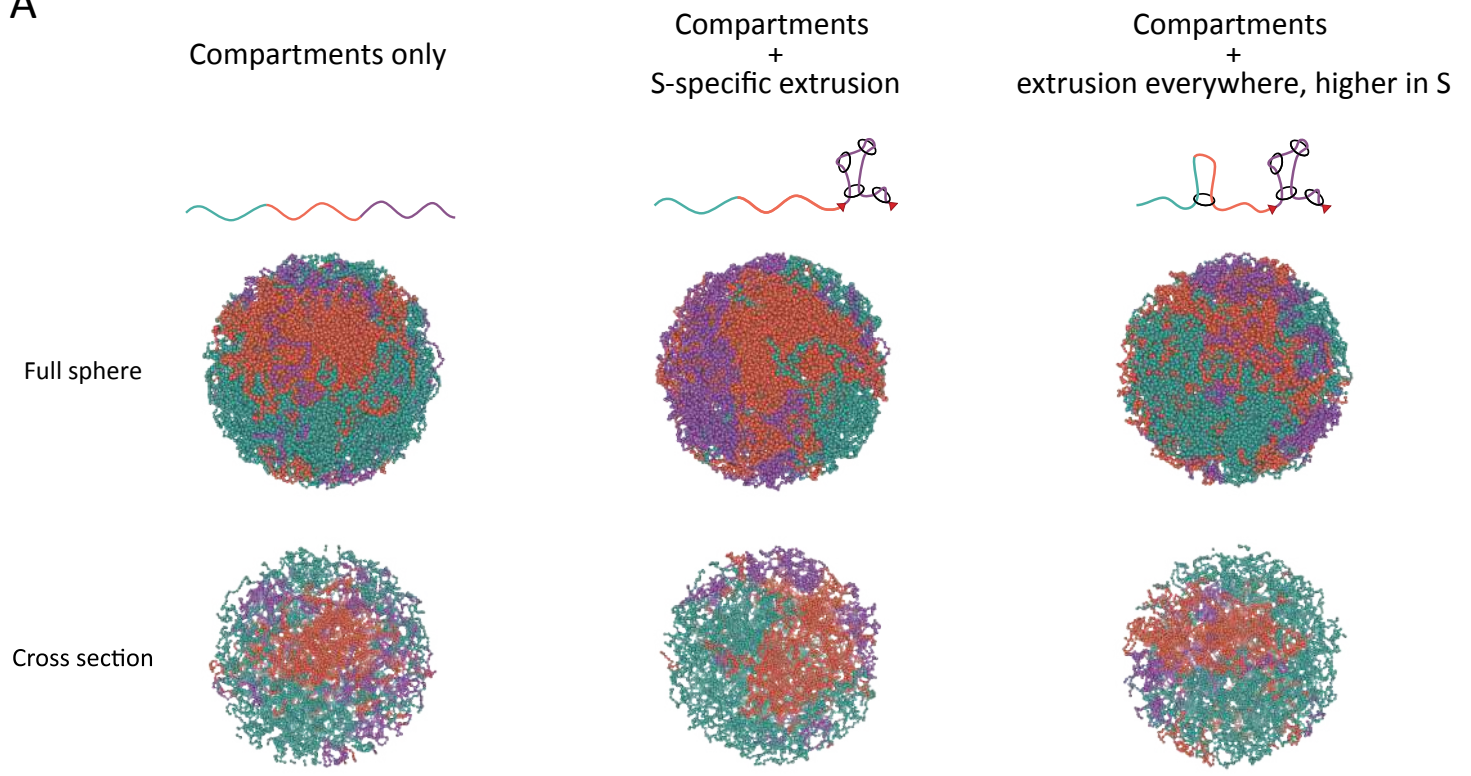 A
Compartments only
Compartments
+
S-specific extrusion
Compartments
+
extrusion everywhere, higher in S
Full sphere
Cross section